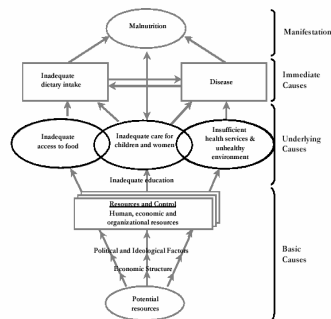 Malnutrition
Manifestation
Inadequate
dietary intake
Disease
Immediate
Causes
Inadequate
access to food
Inadequate care for
children and women
Insufficient
health services &
unhealthy
environment
Underlying
Causes
Inadequate education
Resources and Control
Human, economic and
organizational resources
Political and Ideological Factors
Economic Structure
Basic
Causes
Potential
resources